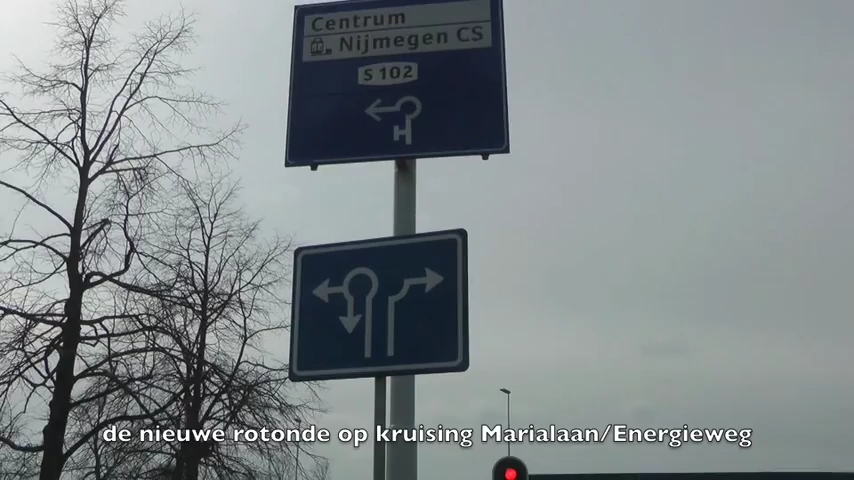 Centrum
Nijmegen CS
S 102
de nieuwe rotonde op kruising Marialaan/Energieweg